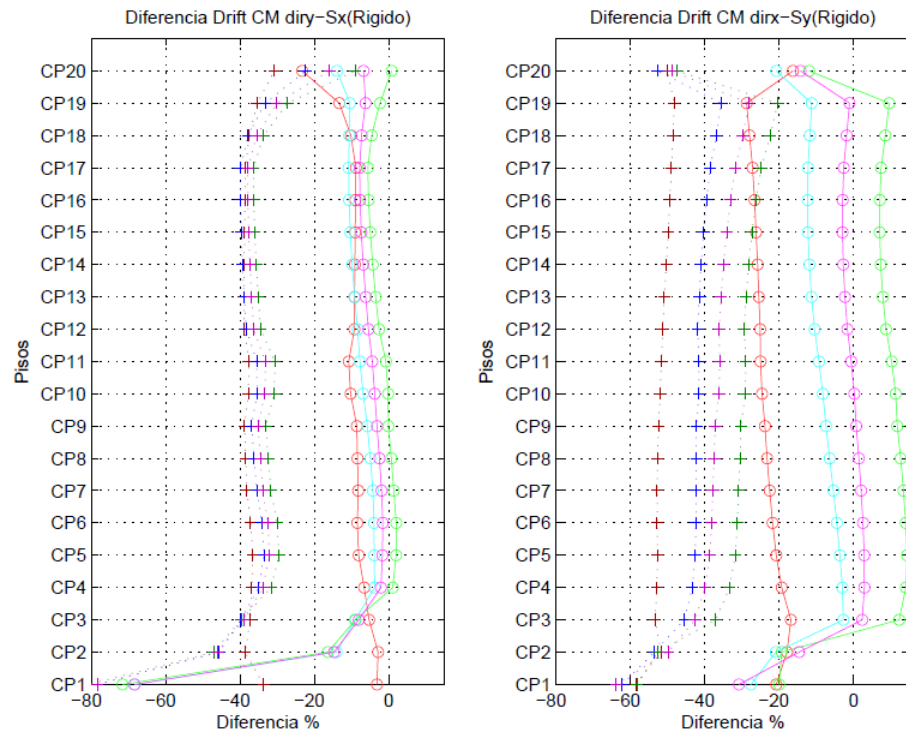 Diferencia Drift CM diry−Sx(Rigido)
CP20
CP19
CP18
CP17
CP16
CP15
CP14
CP13
CP12
CP11
CP10
CP9
CP8
CP7
CP6
CP5
CP4
CP3
CP2
CP1
Pisos
−80 −60 −40 −20 0
Diferencia %
Diferencia Drift CM dirx−Sy(Rigido)
CP20
CP19
CP18
CP17
CP16
CP15
CP14
CP13
CP12
CP11
CP10
CP9
CP8
CP7
CP6
CP5
CP4
CP3
CP2
CP1
Pisos
−80 −60 −40 −20 0
Diferencia %